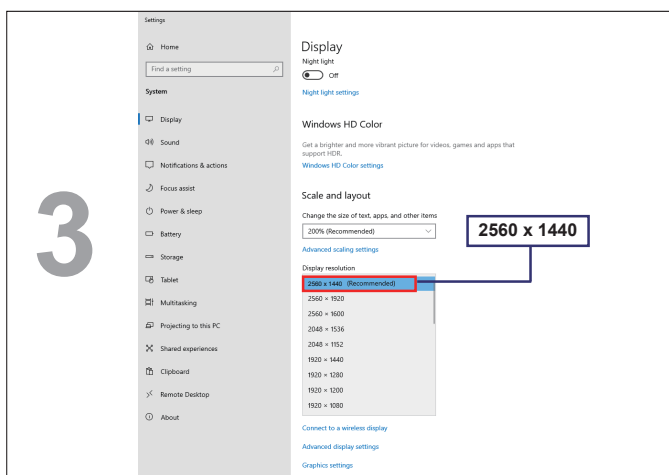 Settings
3
Home
Find a setting
System
Display
Sound
Notifications & actions
Focus assist
Power & sleep
Battery
Storage
Tablet
Multitasking
Projecting to this PC
Shared experiences
Clipboard
Remote Desktop
About
Display
Night light
Off
Night light settings
Windows HD Color
Get a brighter and more vibrant picture for videos, games and apps that
support HDR.
Windows HD Color settings
Scale and layout
Change the size of text, apps, and other items
200% (Recommended)
Advanced scaling settings
Display resolution
2560 x 1440 (Recommended)
2560 × 1920
2560 × 1600
2048 × 1536
2048 × 1152
1920 × 1440
1920 × 1280
1920 × 1200
1920 × 1080
Connect to a wireless display
Advanced display settings
Graphics settings
2560 x 1440